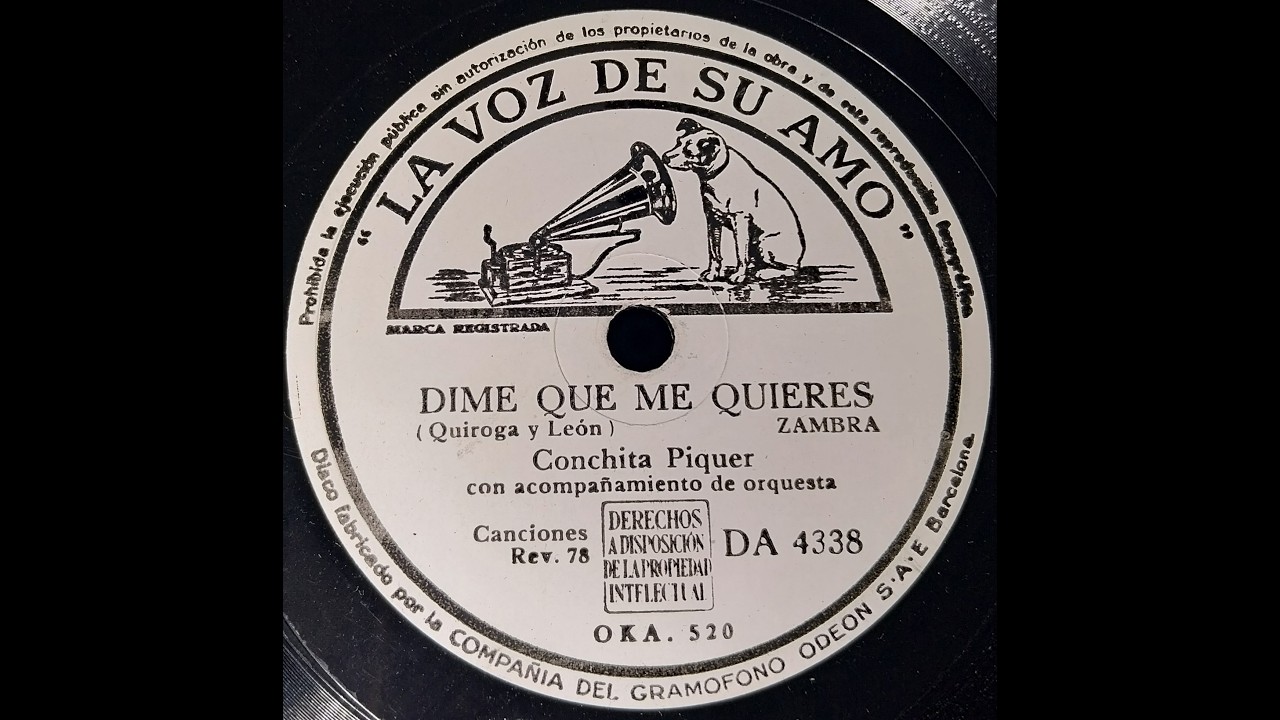 Prohibida la ejecución pública sin autorización de los propietarios de la obra y de esta reproducción fonográfica
"LA VOZ DE SU AMO"
MARCA REGISTRADA
DIME QUE ME QUIERES
(Quiroga y León) ZAMBRA
Conchita Piquer
con acompañamiento de orquesta
Canciones
Rev. 78
DERECHOS
A DISPOSICIÓN
DE LA PROPIEDAD
INTELECTUAL
DA 4338
OKA. 520
Disco fabricado por la COMPAÑIA DEL GRAMOFONO ODEON S.A.E Barcelona.